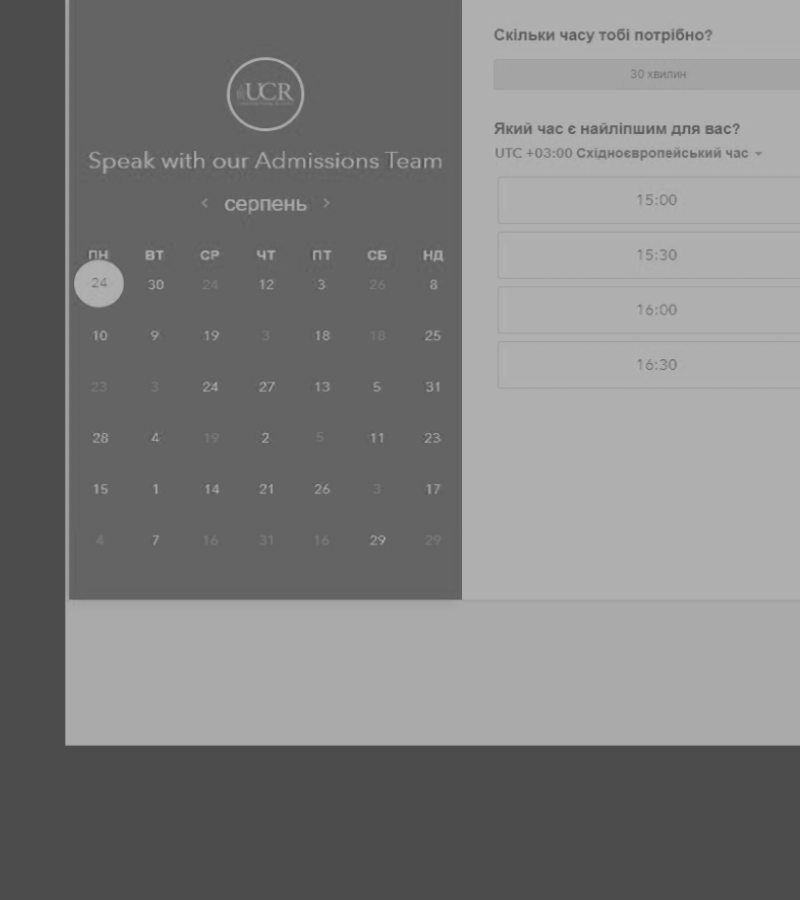 UCR
Speak with our Admissions Team
серпень
ПН ВТ СР ЧТ ПТ СБ НД
24 30 24 12 3 26 8
10 9 19 3 18 18 25
23 3 24 27 13 5 31
28 4 19 2 5 11 23
15 1 14 21 26 3 17
4 7 16 31 16 29 29
Скільки часу тобі потрібно?
30 хвилин
Який час є найліпшим для вас?
UTC +03:00 Східноєвропейський час
15:00
15:30
16:00
16:30